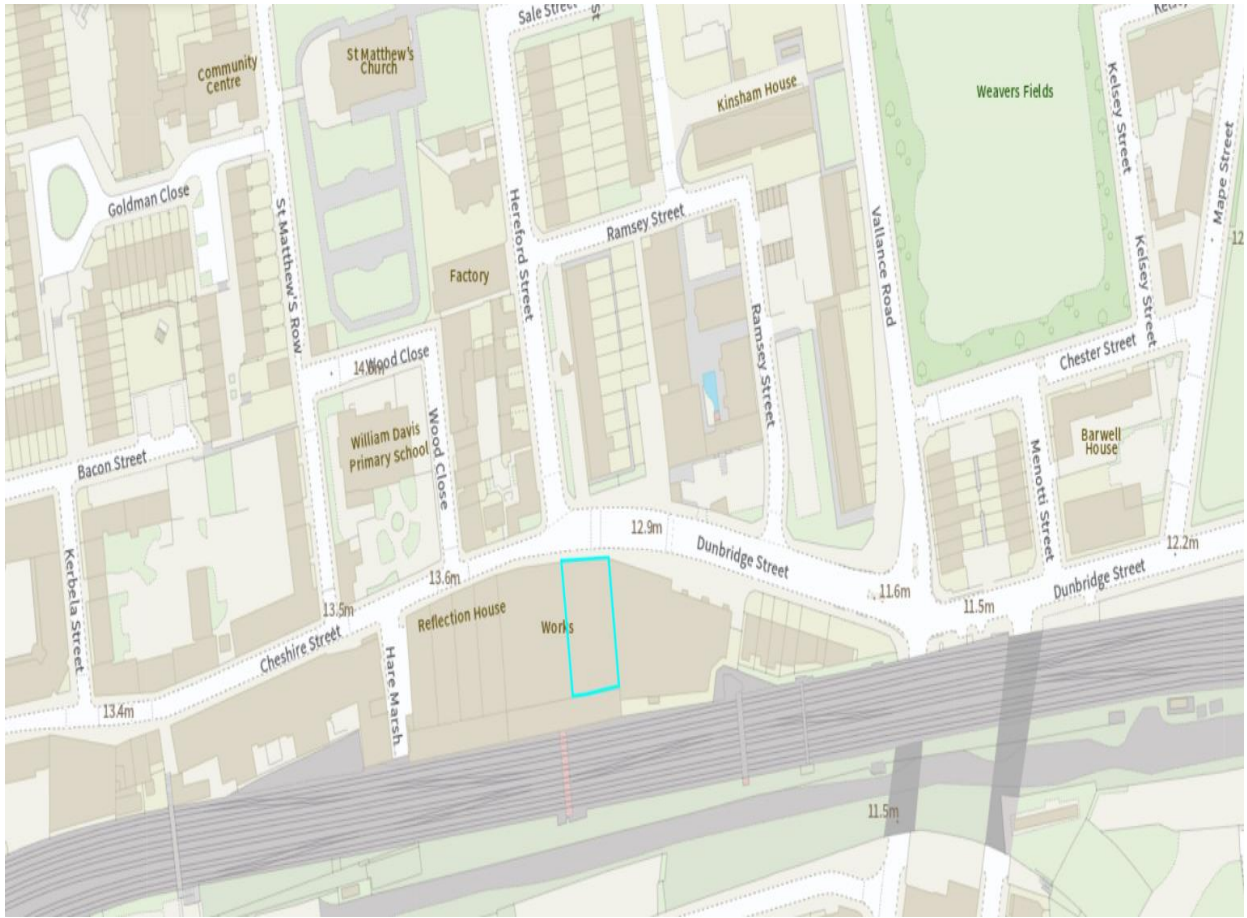 Sale Street
St
Community
Centre
St Matthew's
Church
Kinsham House
Weavers Fields
Kelsey Street
Mape Street
Goldman Close
St Matthew'S Row
Hereford Street
Ramsey Street
Vallance Road
Factory
Kelsey Street
Ramsey Street
Wood Close
Chester Street
William Davis
Primary School
Wood Close
Barwell
House
Menotti Street
Bacon Street
12.9m
Dunbridge Street
12.2m
Kerbela Street
13.6m
11.6m
11.5m
Dunbridge Street
13.5m
Reflection House
Works
Cheshire Street
Hare Marsh
13.4m
11.5m